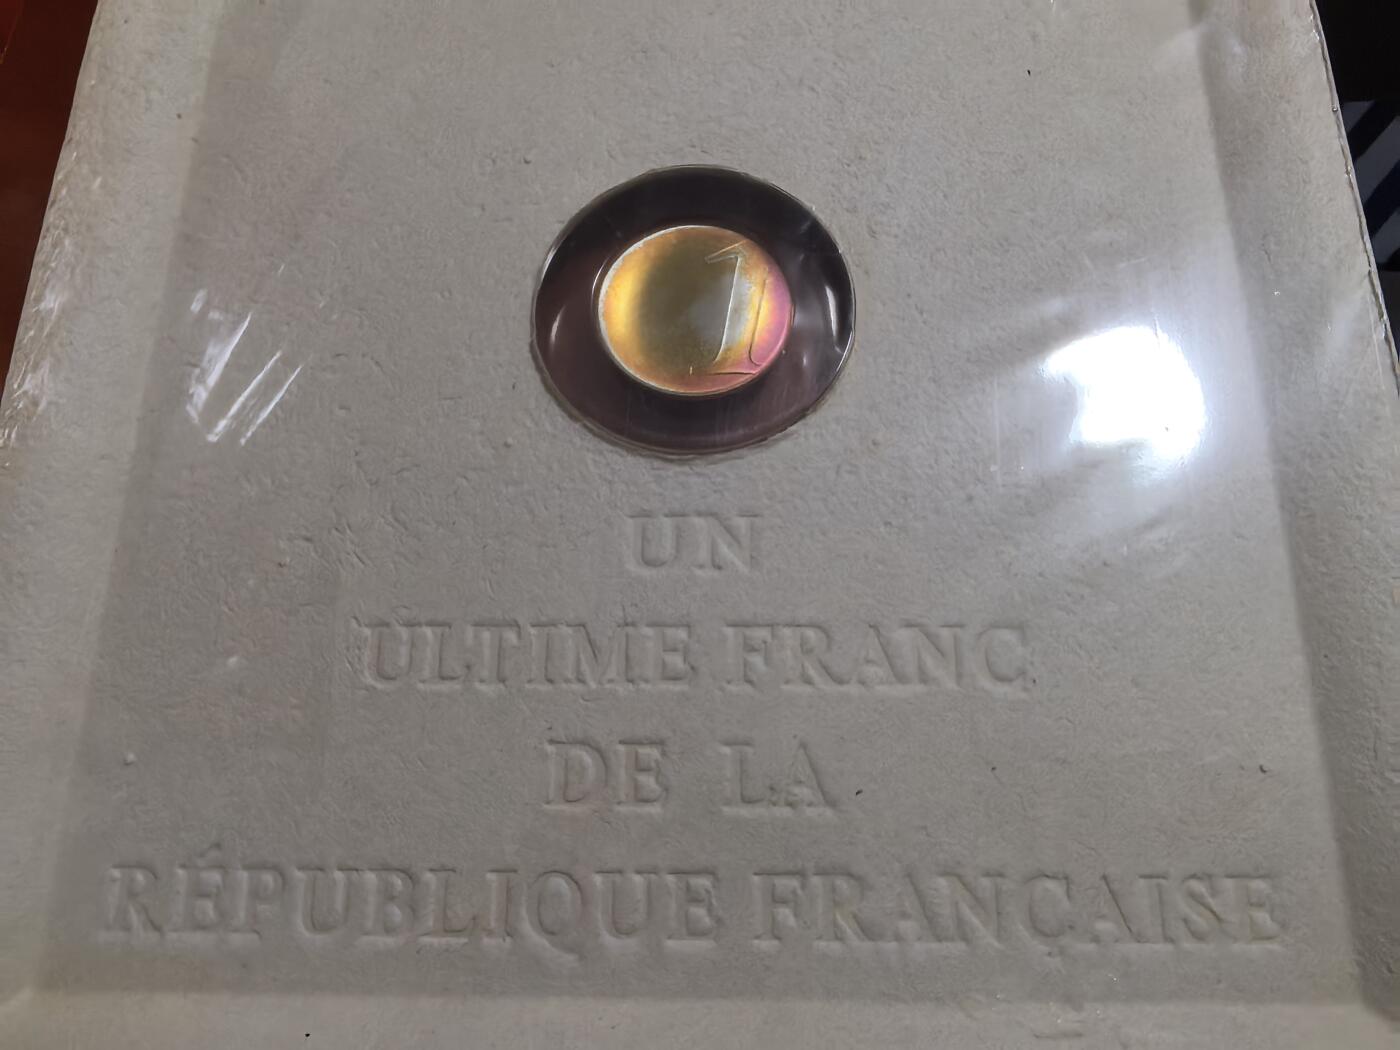 1
UN
ULTIME FRANC
DE LA
RÉPUBLIQUE FRANÇAISE